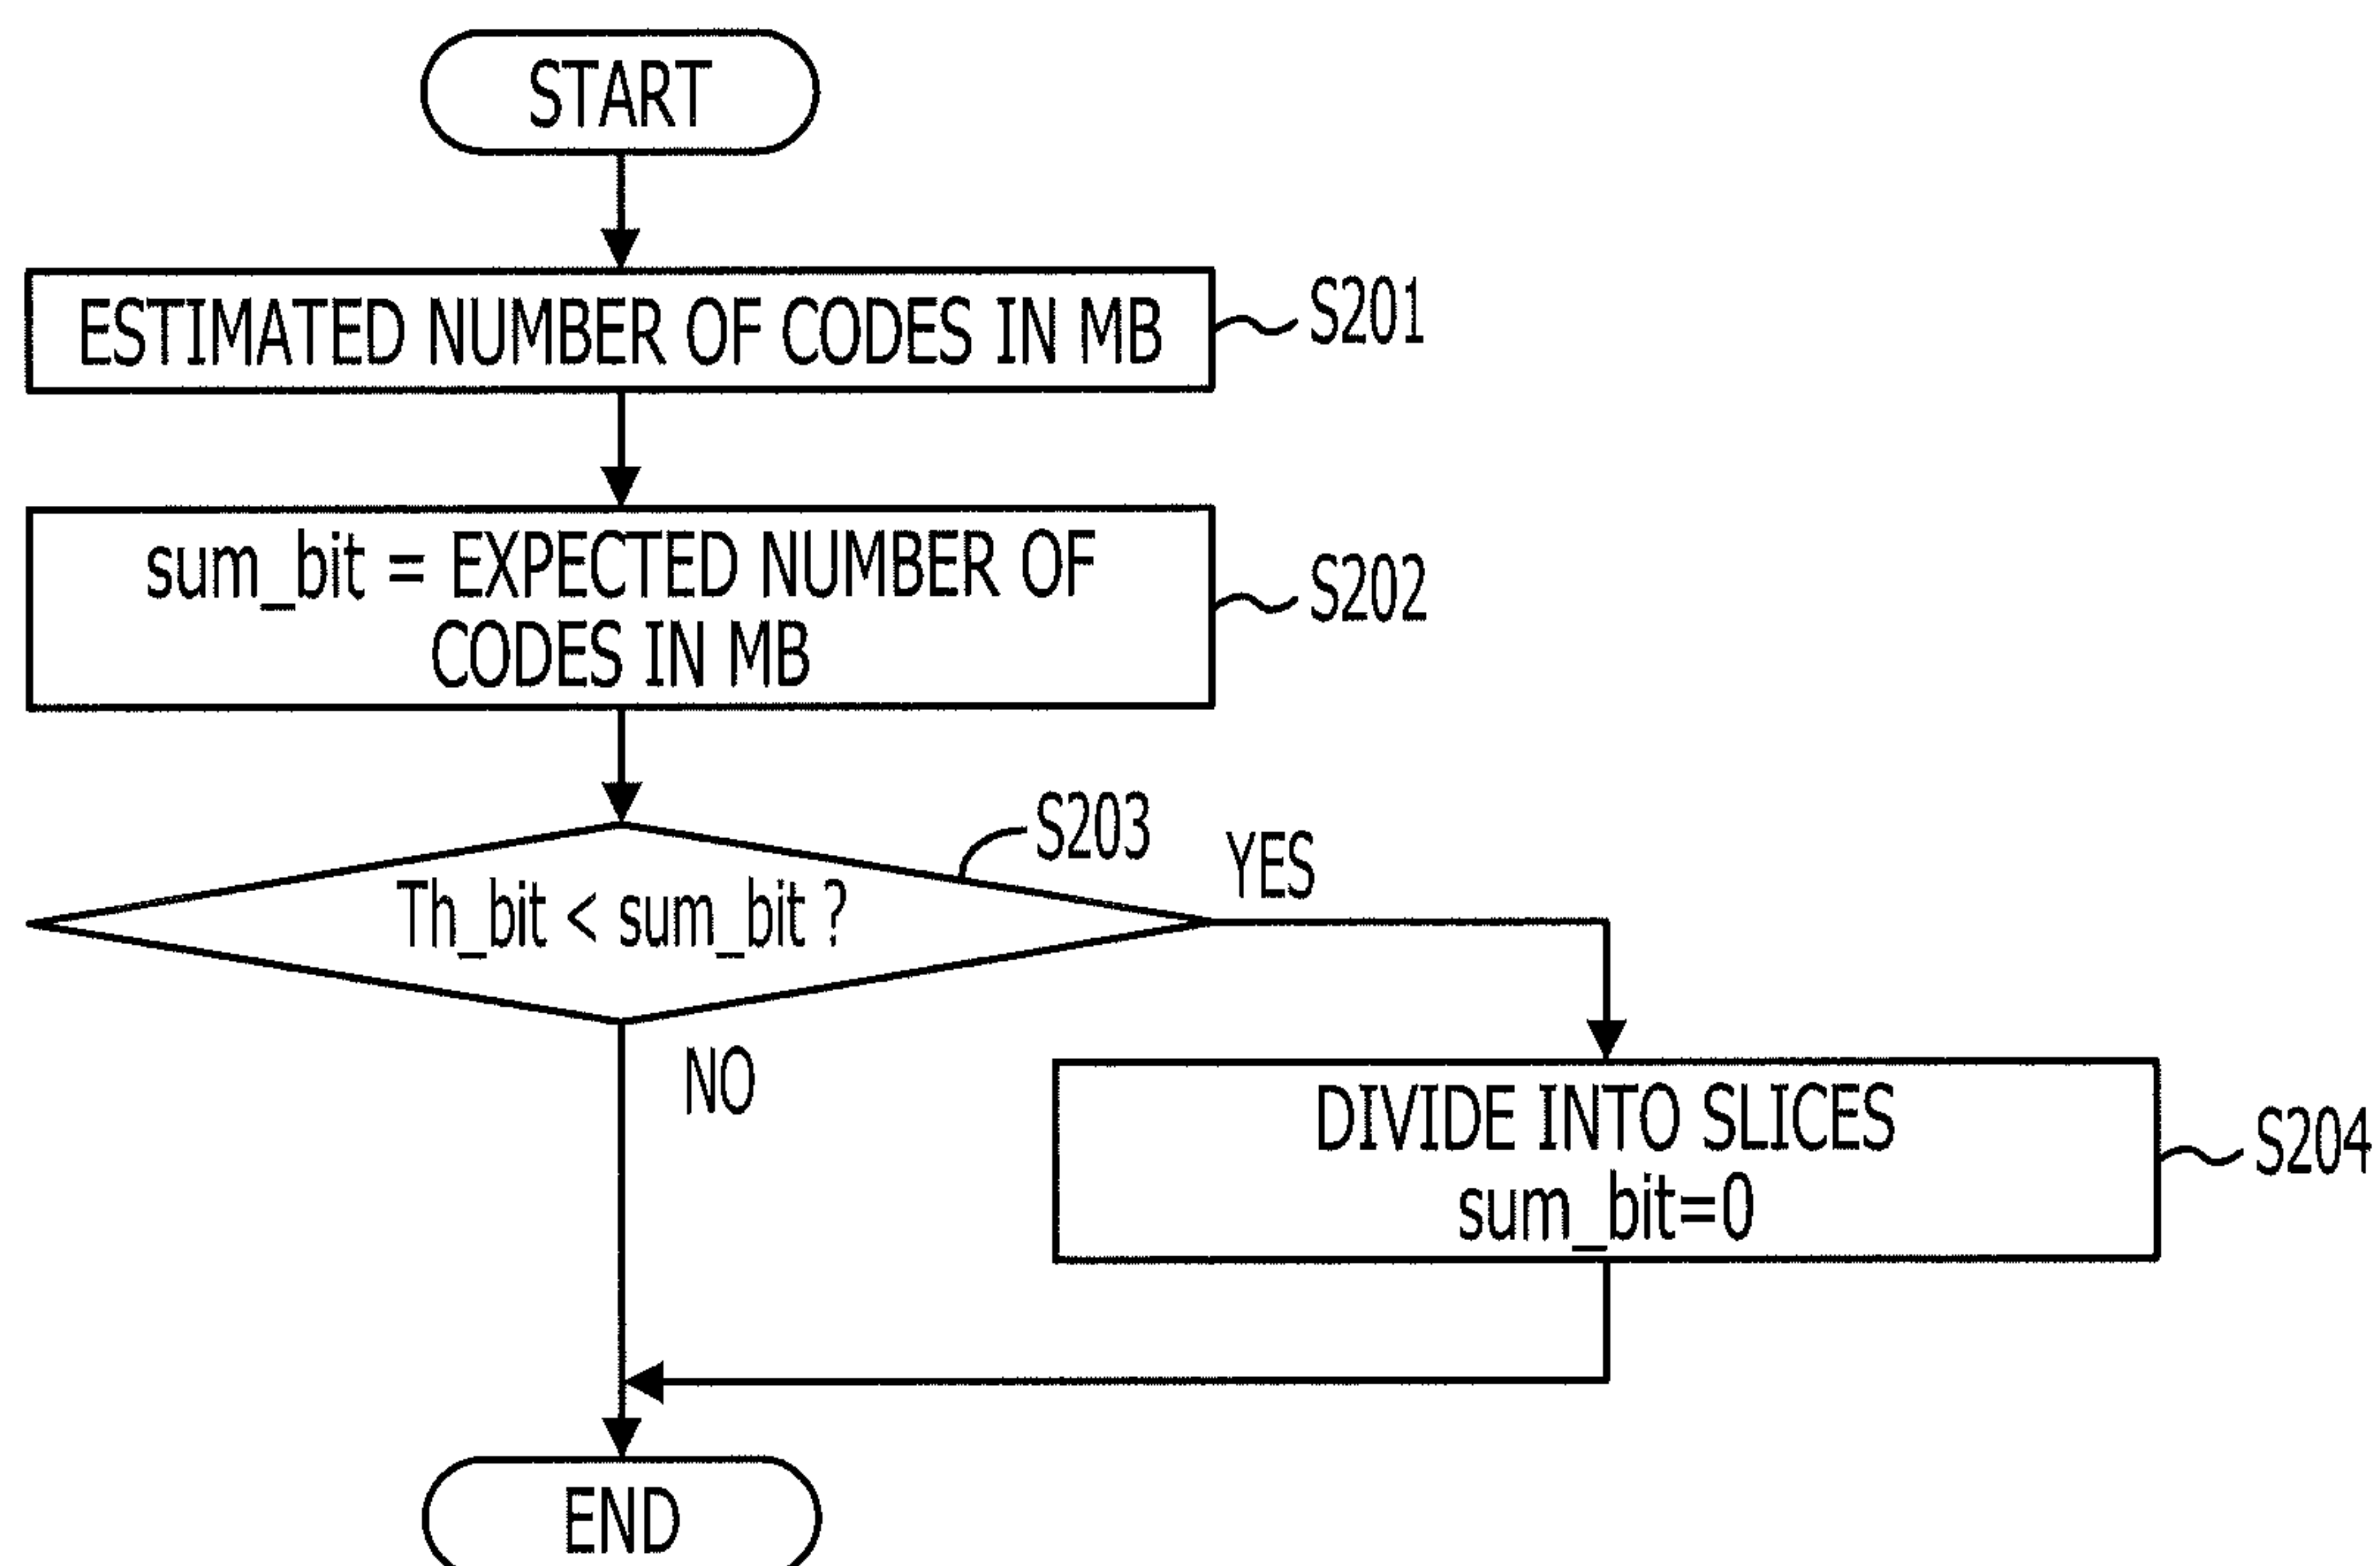 START
ESTIMATED NUMBER OF CODES IN MB
S201
sum_bit = EXPECTED NUMBER OF
CODES IN MB
S202
S203
YES
Th_bit < sum_bit ?
NO
DIVIDE INTO SLICES
sum_bit=0
S204
END